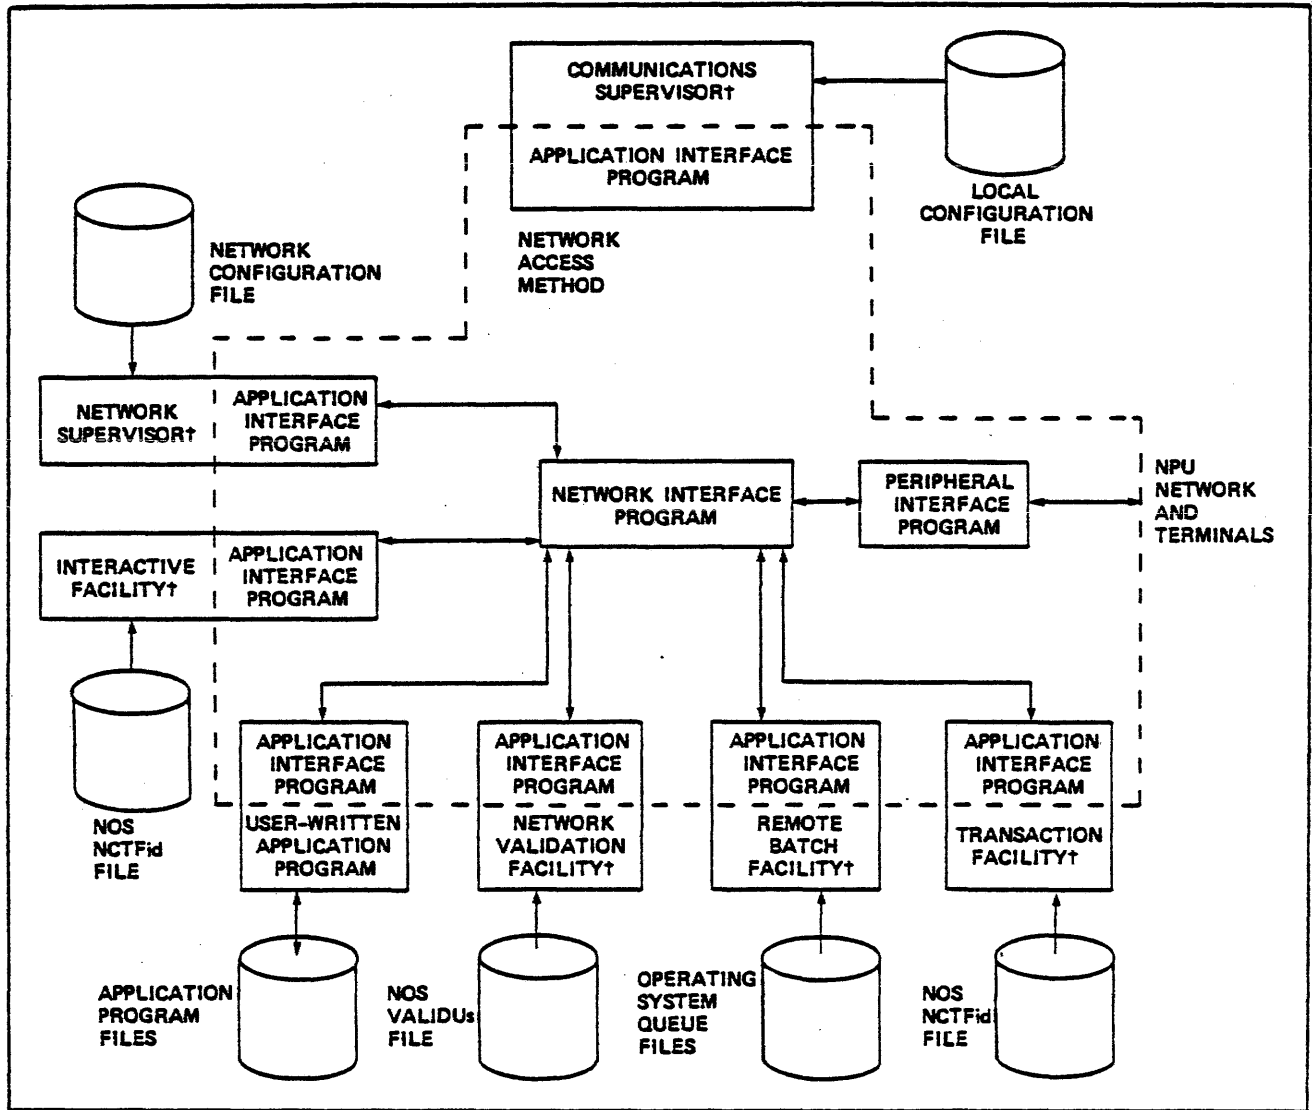 COMMUNICATIONS
SUPERVISOR†
APPLICATION INTERFACE
PROGRAM
LOCAL
CONFIGURATION
FILE
NETWORK
ACCESS
METHOD
NETWORK
CONFIGURATION
FILE
NETWORK
SUPERVISOR†
APPLICATION
INTERFACE
PROGRAM
NETWORK INTERFACE
PROGRAM
PERIPHERAL
INTERFACE
PROGRAM
NPU
NETWORK
AND
TERMINALS
INTERACTIVE
FACILITY†
APPLICATION
INTERFACE
PROGRAM
NOS
NCTFid
FILE
APPLICATION
INTERFACE
PROGRAM
USER-WRITTEN
APPLICATION
PROGRAM
APPLICATION
INTERFACE
PROGRAM
NETWORK
VALIDATION
FACILITY†
APPLICATION
INTERFACE
PROGRAM
REMOTE
BATCH
FACILITY†
APPLICATION
INTERFACE
PROGRAM
TRANSACTION
FACILITY†
APPLICATION
PROGRAM
FILES
NOS
VALIDUs
FILE
OPERATING
SYSTEM
QUEUE
FILES
NOS
NCTFid
FILE